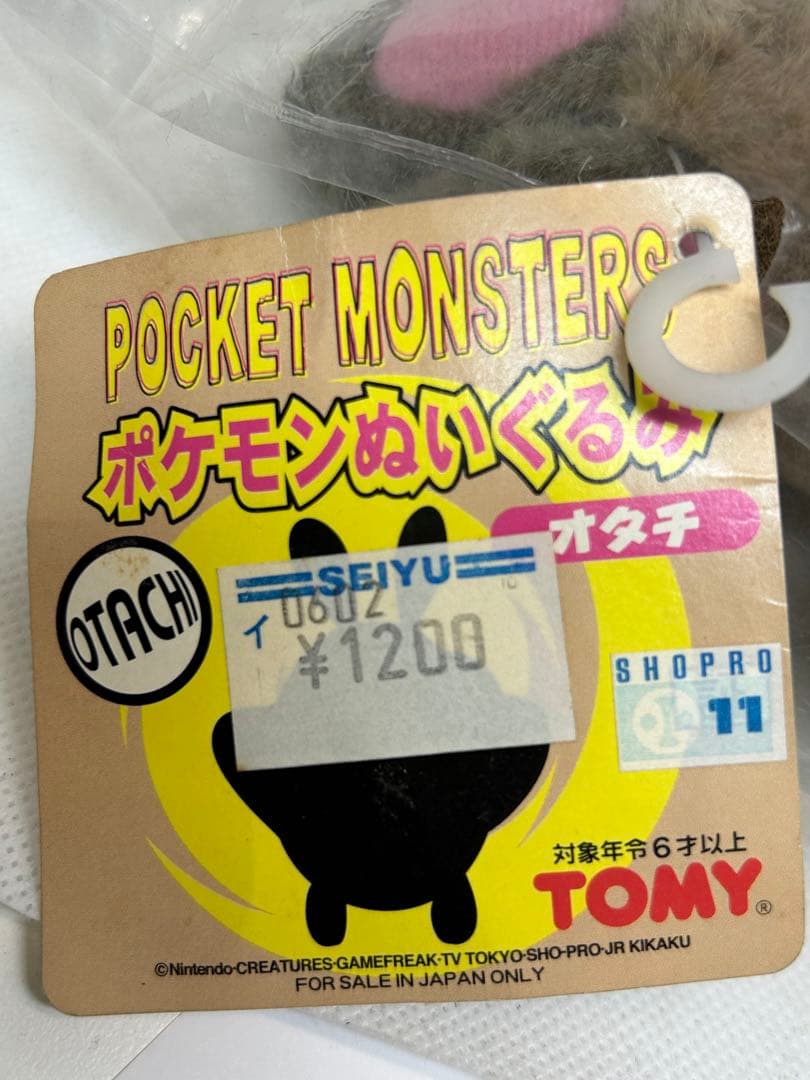 POCKET MONSTERS
ポケモンぬいぐるみ
オタチ
OTACHI
SEIYU
イ 0602
¥1200
SHOPRO
11
対象年令6才以上
TOMY®
©Nintendo·CREATURES·GAMEFREAK·TV TOKYO·SHO-PRO·JR KIKAKU
FOR SALE IN JAPAN ONLY